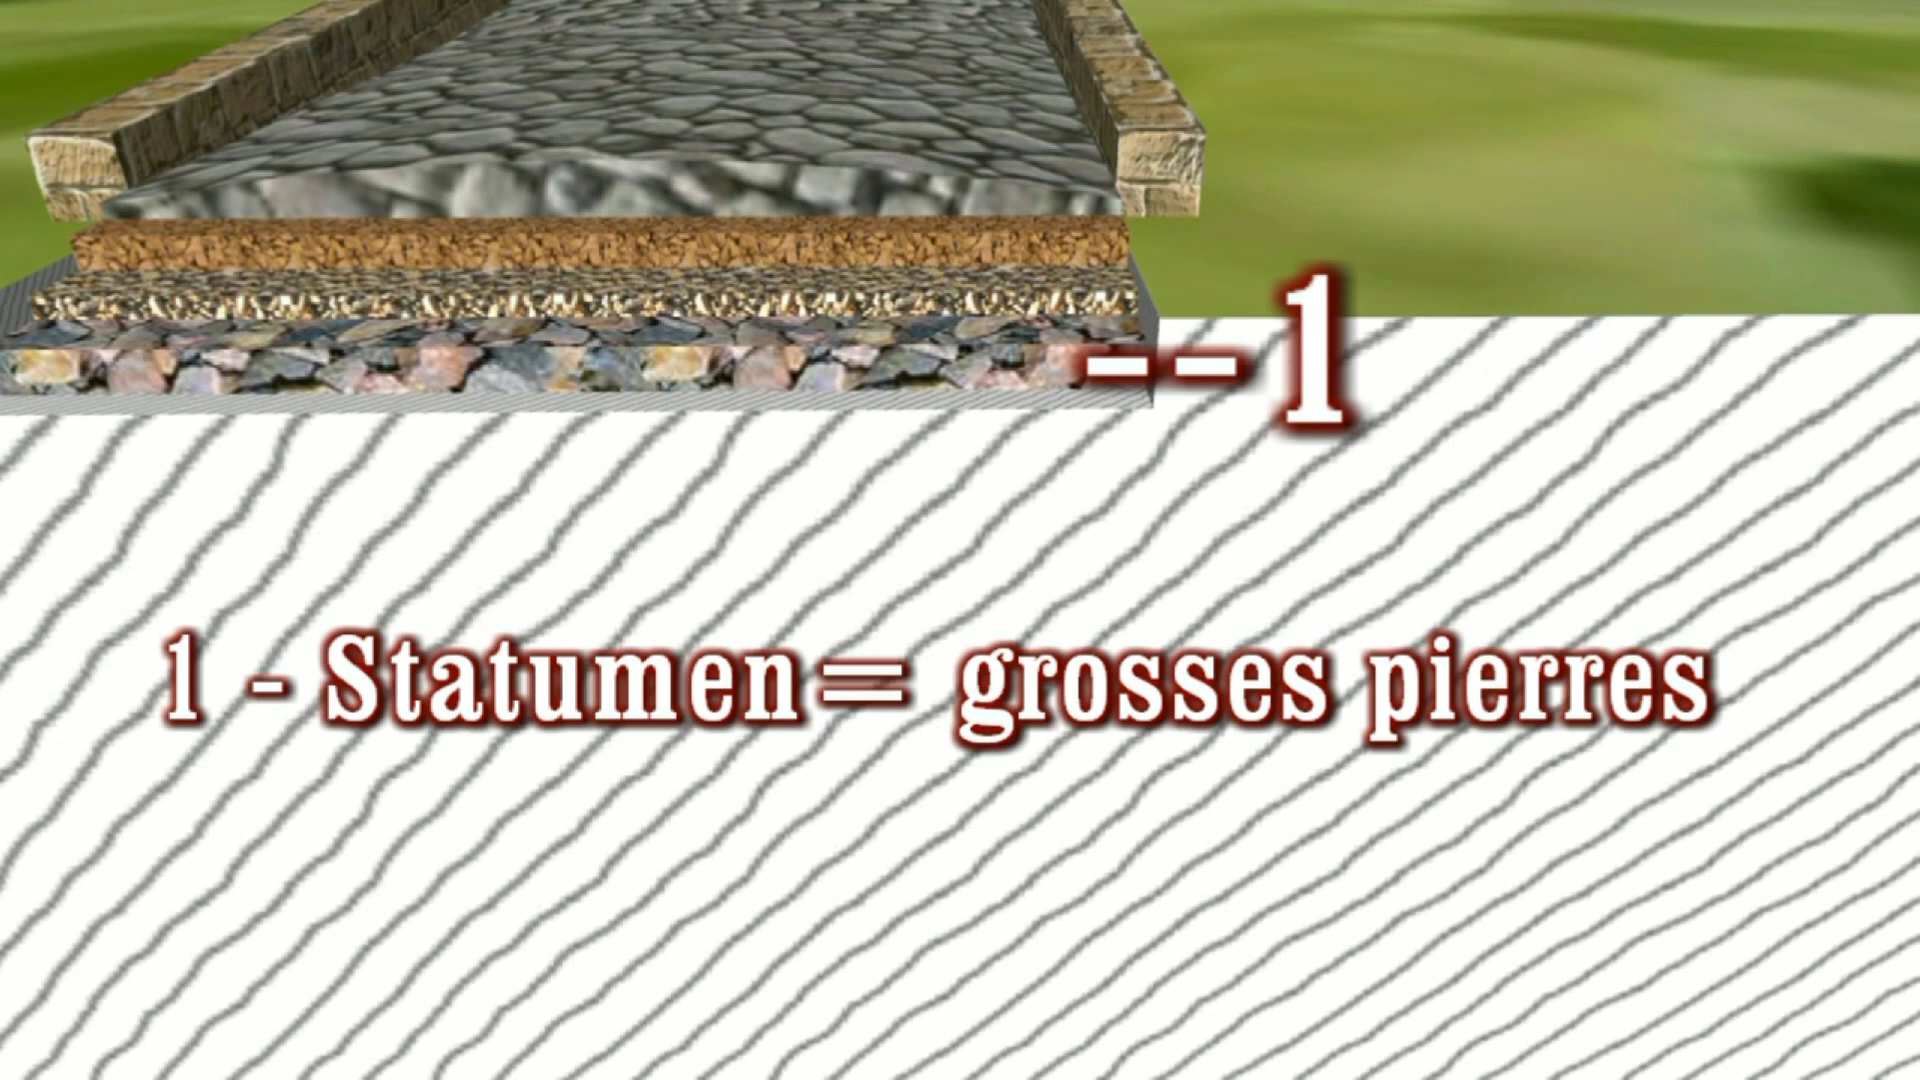 --1
1 - Statumen= grosses pierres